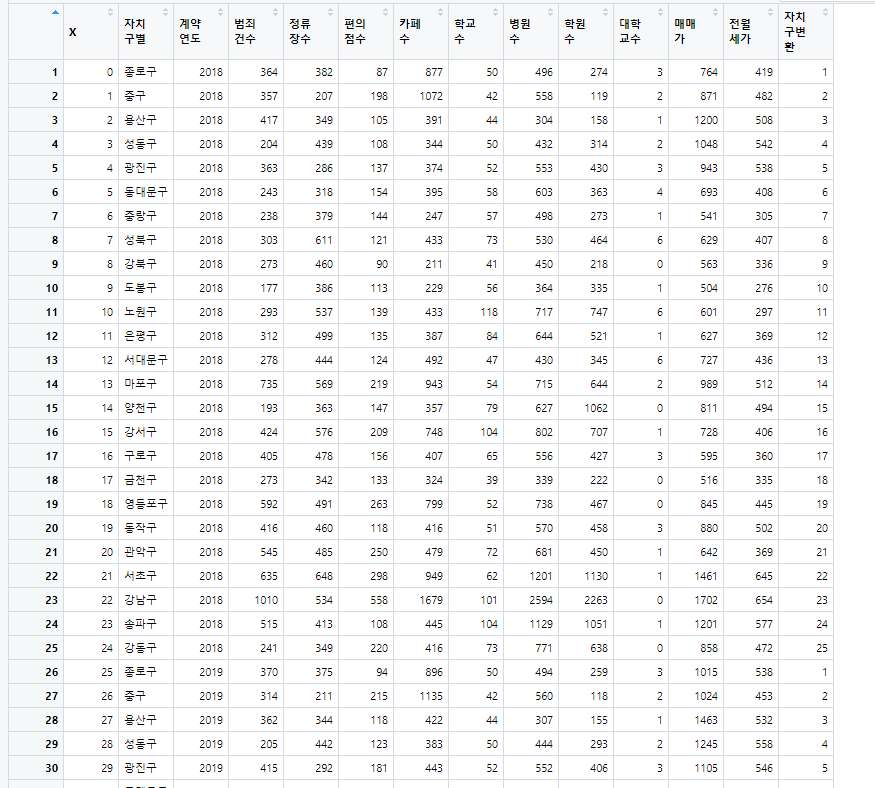 X 자치구별 계약연도 범죄건수 정류장수 편의점수 카페수 학교수 병원수 학원수 대학교수 매매가 전월세가 자치구변환
1 0 종로구 2018 364 382 87 877 50 496 274 3 764 419 1
2 1 중구 2018 357 207 198 1072 42 558 119 2 871 482 2
3 2 용산구 2018 417 349 105 391 44 304 158 1 1200 508 3
4 3 성동구 2018 204 439 108 344 50 432 314 2 1048 542 4
5 4 광진구 2018 363 286 137 374 52 553 430 3 943 538 5
6 5 동대문구 2018 243 318 154 395 58 603 363 4 693 408 6
7 6 중랑구 2018 238 379 144 247 57 498 273 1 541 305 7
8 7 성북구 2018 303 611 121 433 73 530 464 6 629 407 8
9 8 강북구 2018 273 460 90 211 41 450 218 0 563 336 9
10 9 도봉구 2018 177 386 113 229 56 364 335 1 504 276 10
11 10 노원구 2018 293 537 139 433 118 717 747 6 601 297 11
12 11 은평구 2018 312 499 135 387 84 644 521 1 627 369 12
13 12 서대문구 2018 278 444 124 492 47 430 345 6 727 436 13
14 13 마포구 2018 735 569 219 943 54 715 644 2 989 512 14
15 14 양천구 2018 193 363 147 357 79 627 1062 0 811 494 15
16 15 강서구 2018 424 576 209 748 104 802 707 1 728 406 16
17 16 구로구 2018 405 478 156 407 65 556 427 3 595 360 17
18 17 금천구 2018 273 342 133 324 39 339 222 0 516 335 18
19 18 영등포구 2018 592 491 263 799 52 738 467 0 845 445 19
20 19 동작구 2018 416 460 118 416 51 570 458 3 880 502 20
21 20 관악구 2018 545 485 250 479 72 681 450 1 642 369 21
22 21 서초구 2018 635 648 298 949 62 1201 1130 1 1461 645 22
23 22 강남구 2018 1010 534 558 1679 101 2594 2263 0 1702 654 23
24 23 송파구 2018 515 413 108 445 104 1129 1051 1 1201 577 24
25 24 강동구 2018 241 349 220 416 73 771 638 0 858 472 25
26 25 종로구 2019 370 375 94 896 50 494 259 3 1015 538 1
27 26 중구 2019 314 211 215 1135 42 560 118 2 1024 453 2
28 27 용산구 2019 362 344 118 422 44 307 155 1 1463 532 3
29 28 성동구 2019 205 442 123 383 50 444 293 2 1245 558 4
30 29 광진구 2019 415 292 181 443 52 552 406 3 1105 546 5